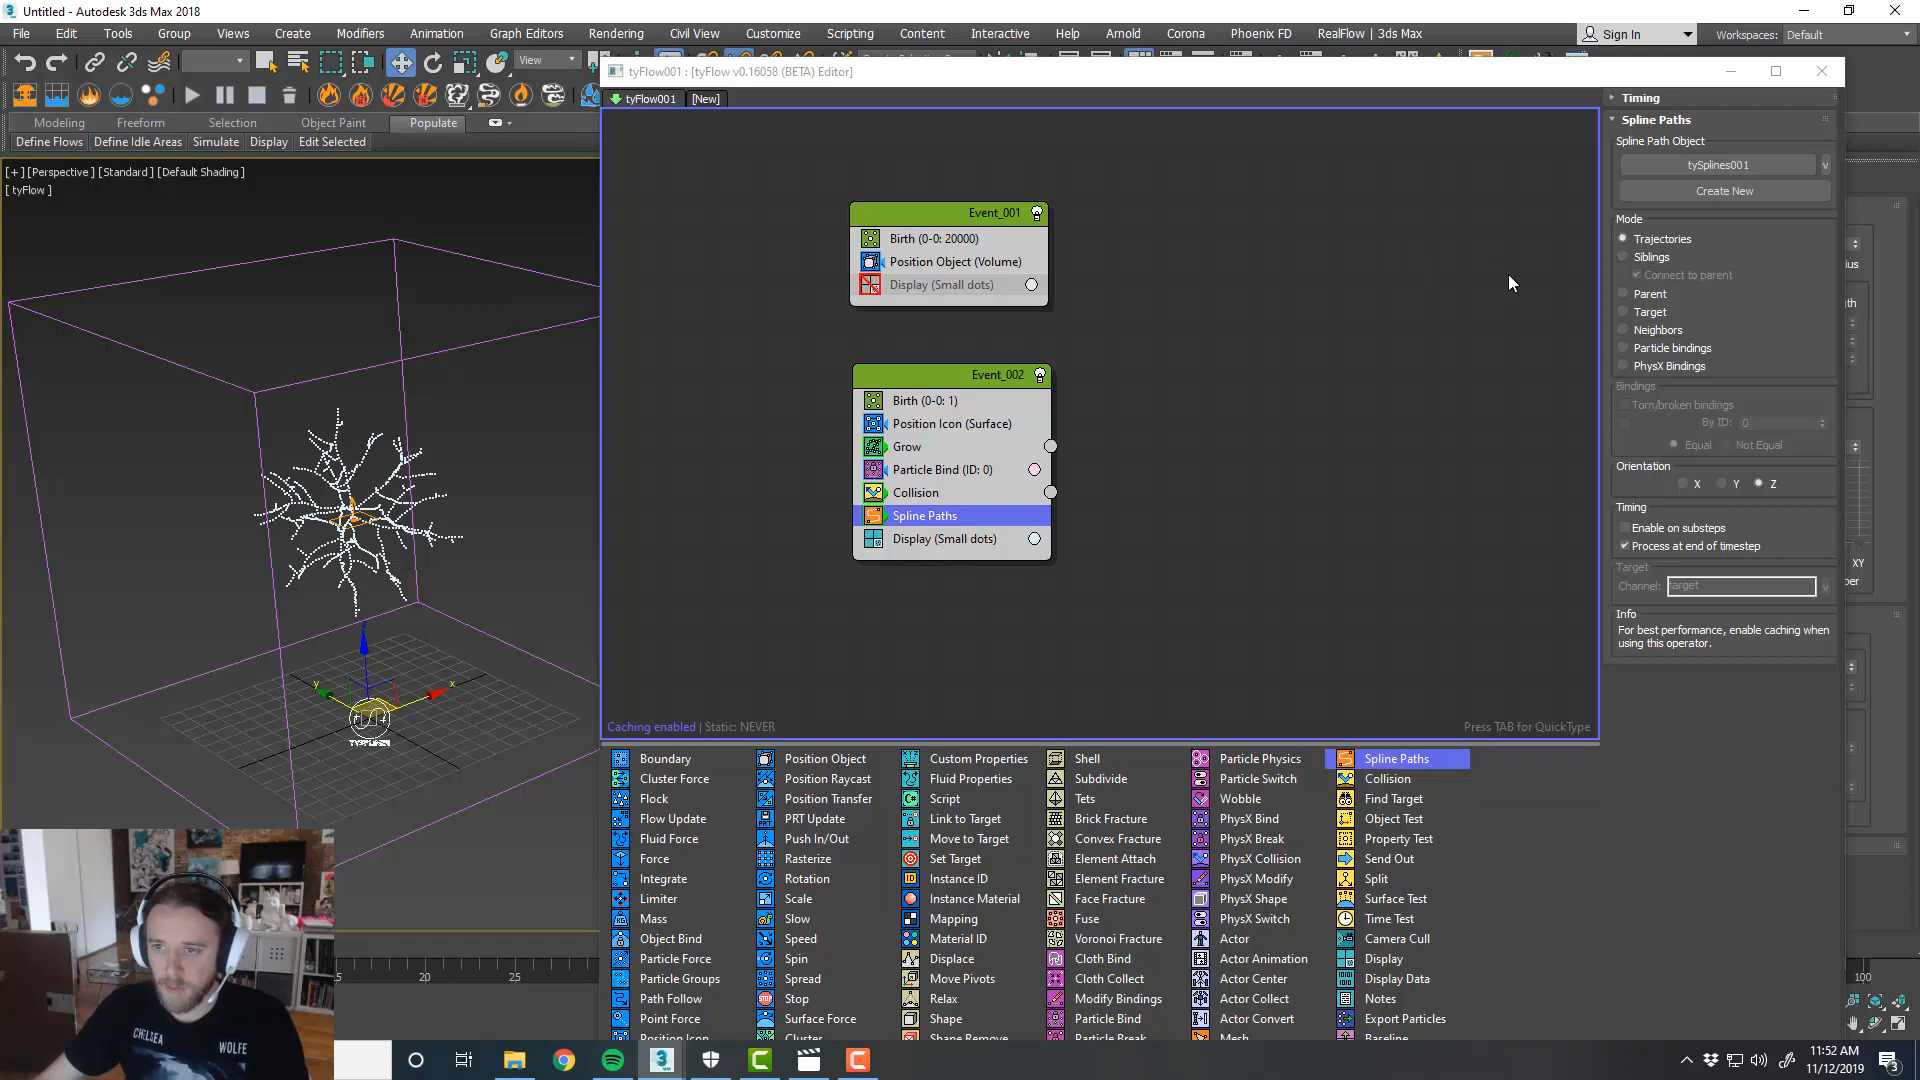 Untitled - Autodesk 3ds Max 2018
File Edit Tools Group Views Create Modifiers Animation Graph Editors Rendering Civil View Customize Scripting Content Interactive Help Arnold Corona Phoenix FD RealFlow | 3ds Max Sign In Workspaces: Default
View
tyFlow001 : [tyFlow v0.16058 (BETA) Editor]
tyFlow001 [New]
Modeling Freeform Selection Object Paint Populate
Define Flows Define Idle Areas Simulate Display Edit Selected
[+] [Perspective] [Standard] [Default Shading]
[ tyFlow ]
Event_001
Birth (0-0: 20000)
Position Object (Volume)
Display (Small dots)
Event_002
Birth (0-0: 1)
Position Icon (Surface)
Grow
Particle Bind (ID: 0)
Collision
Spline Paths
Display (Small dots)
Caching enabled | Static: NEVER
Press TAB for QuickType
Timing
Spline Paths
Spline Path Object
tySplines001 v
Create New
Mode
Trajectories
Siblings
Connect to parent
Parent
Target
Neighbors
Particle bindings
PhysX Bindings
Bindings
Torn/broken bindings
By ID: 0
Equal Not Equal
Orientation
X Y Z
Timing
Enable on substeps
Process at end of timestep
Target
Channel: target v
Info
For best performance, enable caching when
using this operator.
XY
x
y
Boundary Position Object Custom Properties Shell Particle Physics Spline Paths
Cluster Force Position Raycast Fluid Properties Subdivide Particle Switch Collision
Flock Position Transfer Script Tets Wobble Find Target
Flow Update PRT Update Link to Target Brick Fracture PhysX Bind Object Test
Fluid Force Push In/Out Move to Target Convex Fracture PhysX Break Property Test
Force Rasterize Set Target Element Attach PhysX Collision Send Out
Integrate Rotation Instance ID Element Fracture PhysX Modify Split
Limiter Scale Instance Material Face Fracture PhysX Shape Surface Test
Mass Slow Mapping Fuse PhysX Switch Time Test
Object Bind Speed Material ID Voronoi Fracture Actor Camera Cull
Particle Force Spin Displace Cloth Bind Actor Animation Display
Particle Groups Spread Move Pivots Cloth Collect Actor Center Display Data
Path Follow Stop Relax Modify Bindings Actor Collect Notes
Point Force Surface Force Shape Particle Bind Actor Convert Export Particles
Position Icon Cluster Shape Remove Particle Break Mesh Baseline
20 25 100
CHELSEA WOLFE
11:52 AM
11/12/2019
3